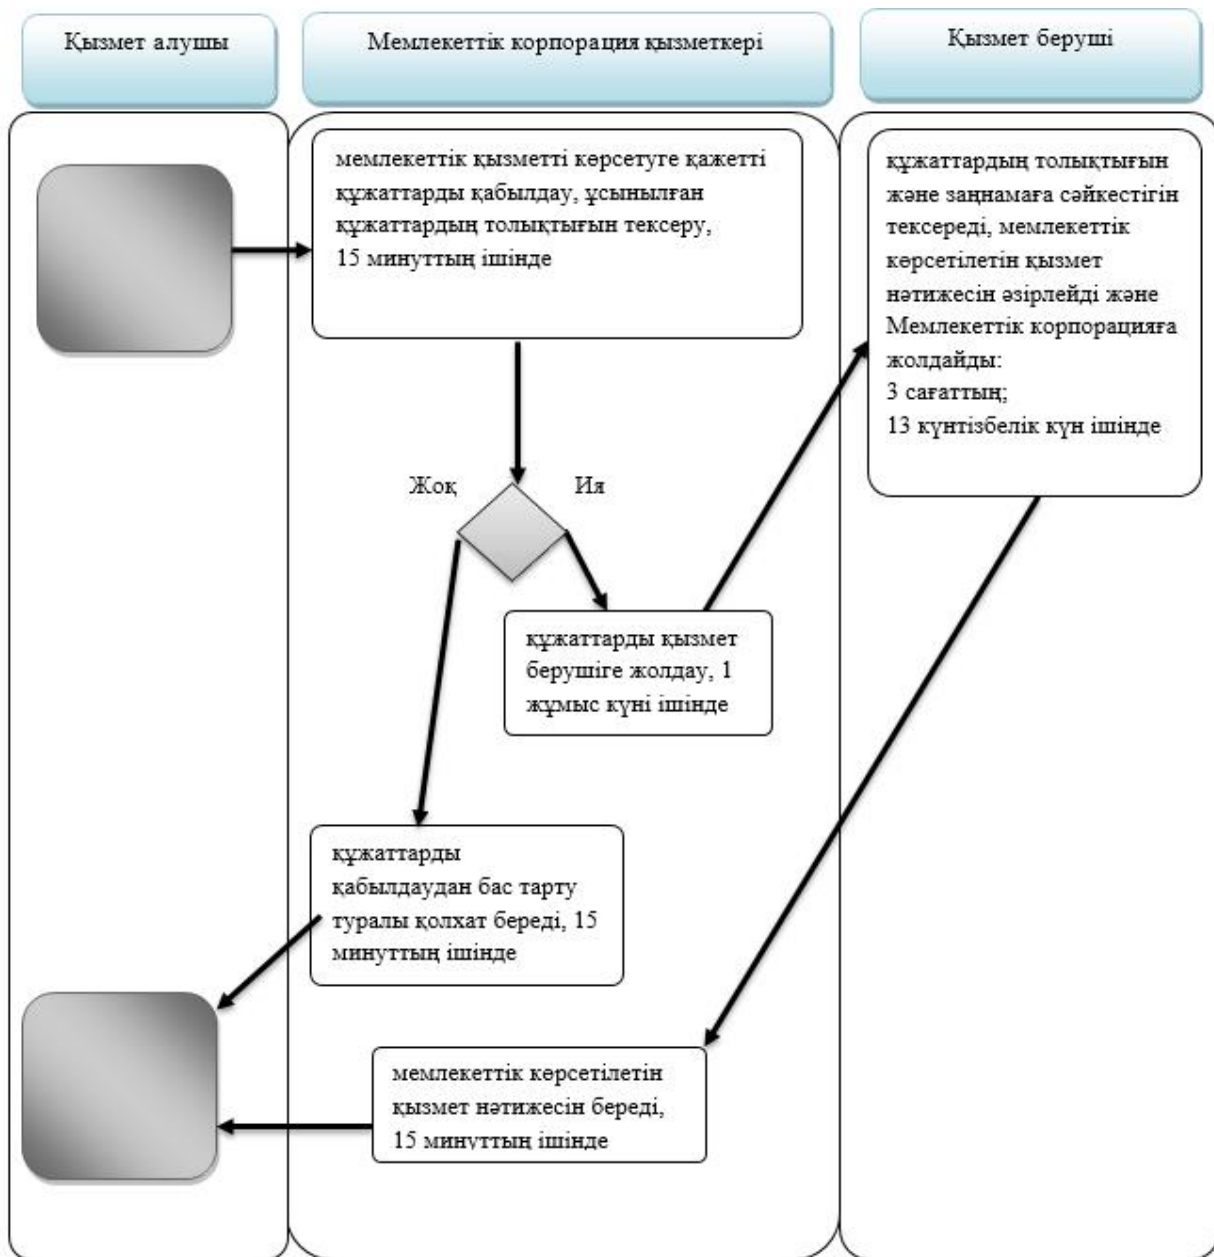 Қызмет алушы
Мемлекеттік корпорация қызметкері
Қызмет беруші
мемлекеттік қызметті көрсетуге қажетті
құжаттарды қабылдау, ұсынылған
құжаттардың толықтығын тексеру,
15 минуттың ішінде
құжаттардың толықтығын
және заңнамаға сәйкестігін
тексереді, мемлекеттік
көрсетілетін қызмет
нәтижесін әзірлейді және
Мемлекеттік корпорацияға
жолдайды:
3 сағаттың;
13 күнтізбелік күн ішінде
Жоқ
Ия
құжаттарды қызмет
берушіге жолдау, 1
жұмыс күні ішінде
құжаттарды
қабылдаудан бас тарту
туралы қолхат береді, 15
минуттың ішінде
мемлекеттік көрсетілетін
қызмет нәтижесін береді,
15 минуттың ішінде